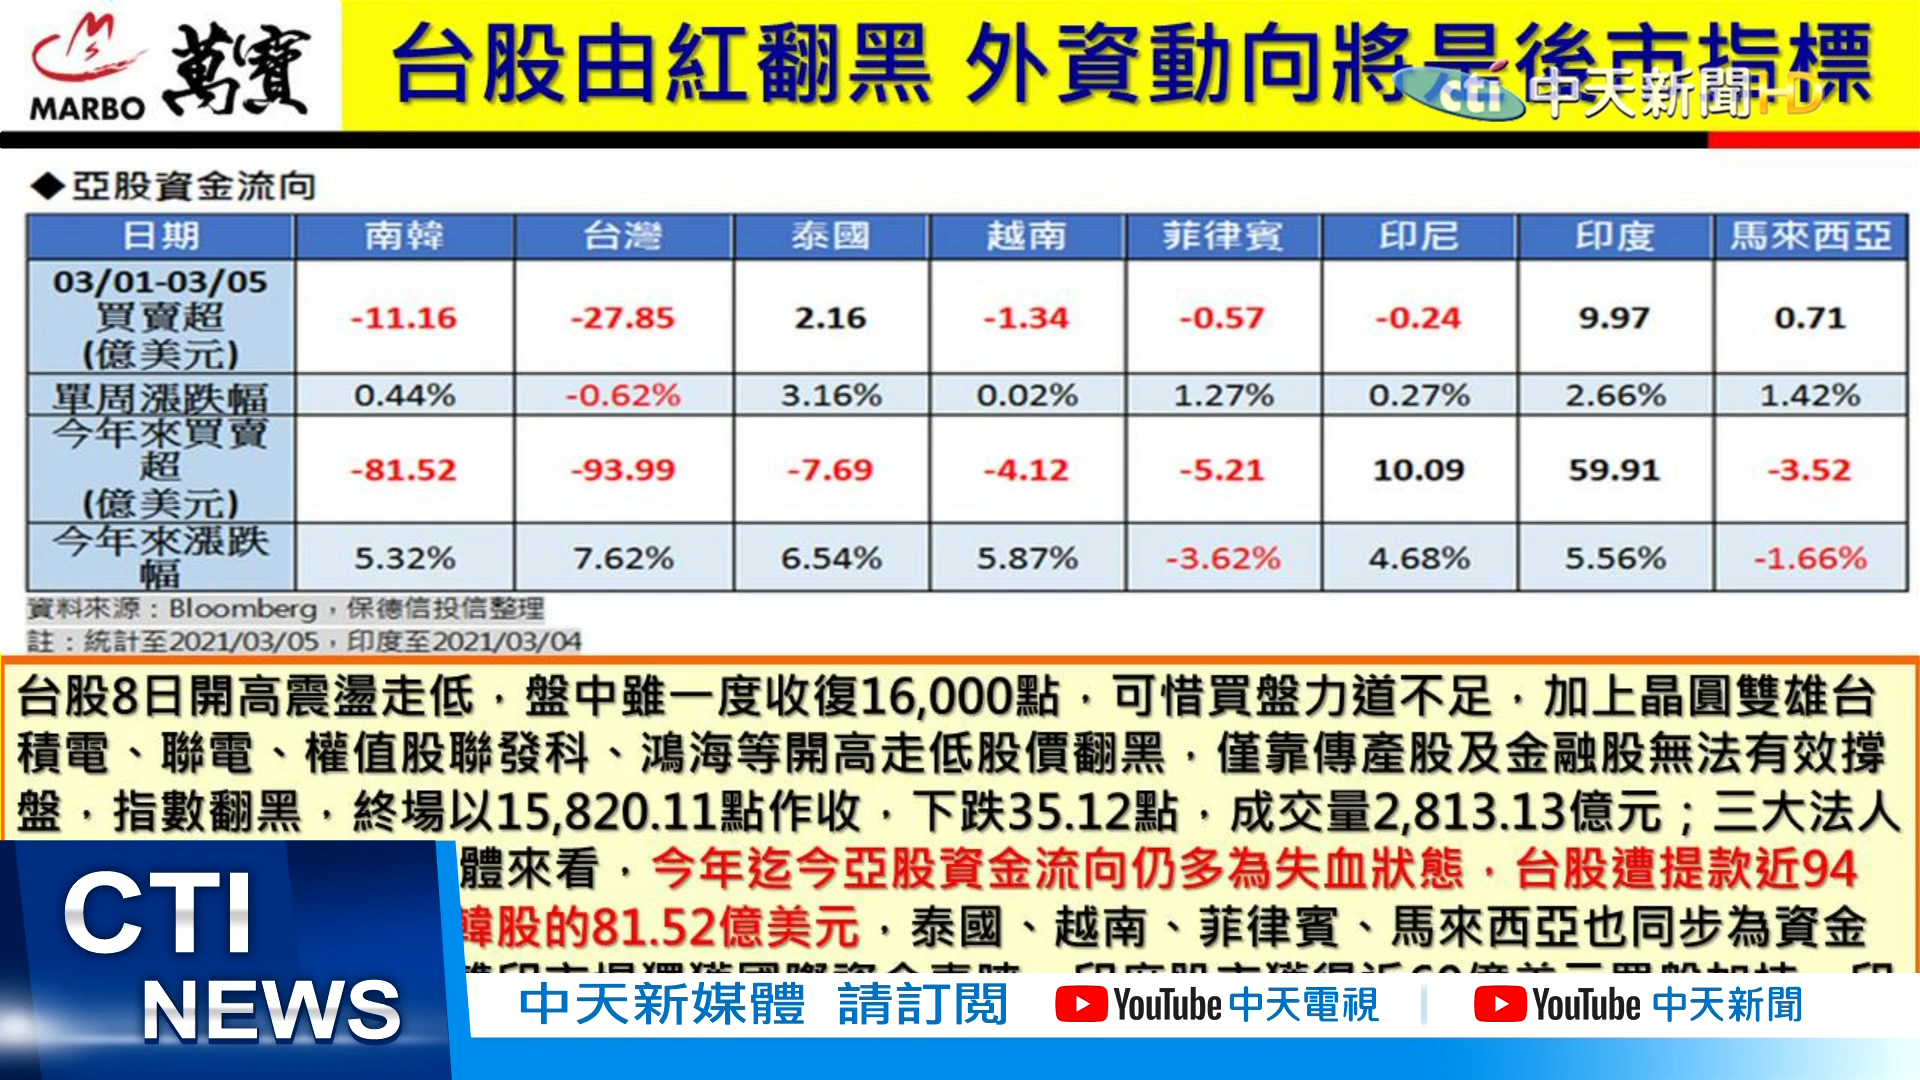 MARBO 萬寶
台股由紅翻黑 外資動向將是後市指標
cti 中天新聞HD
◆亞股資金流向
日期 南韓 台灣 泰國 越南 菲律賓 印尼 印度 馬來西亞
03/01-03/05
買賣超
(億美元) -11.16 -27.85 2.16 -1.34 -0.57 -0.24 9.97 0.71
單周漲跌幅 0.44% -0.62% 3.16% 0.02% 1.27% 0.27% 2.66% 1.42%
今年來買賣
超
(億美元) -81.52 -93.99 -7.69 -4.12 -5.21 10.09 59.91 -3.52
今年來漲跌
幅 5.32% 7.62% 6.54% 5.87% -3.62% 4.68% 5.56% -1.66%
資料來源：Bloomberg，保德信投信整理
註：統計至2021/03/05，印度至2021/03/04
台股8日開高震盪走低，盤中雖一度收復16,000點，可惜買盤力道不足，加上晶圓雙雄台
積電、聯電、權值股聯發科、鴻海等開高走低股價翻黑，僅靠傳產股及金融股無法有效撐
盤，指數翻黑，終場以15,820.11點作收，下跌35.12點，成交量2,813.13億元；三大法人
體來看，今年迄今亞股資金流向仍多為失血狀態，台股遭提款近94
韓股的81.52億美元，泰國、越南、菲律賓、馬來西亞也同步為資金
CTI
NEWS
中天新媒體 請訂閱 YouTube 中天電視 | YouTube 中天新聞